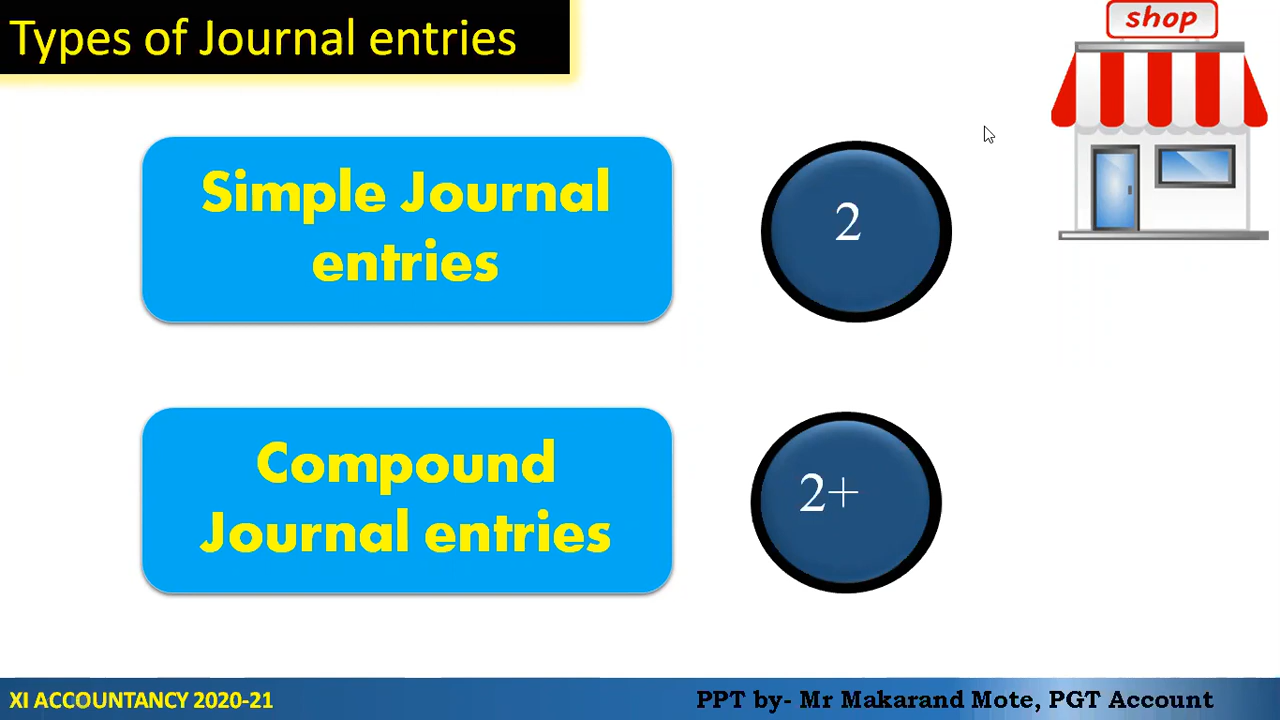 Types of Journal entries
shop
Simple Journal
entries
2
Compound
Journal entries
2+
XI ACCOUNTANCY 2020-21
PPT by- Mr Makarand Mote, PGT Account